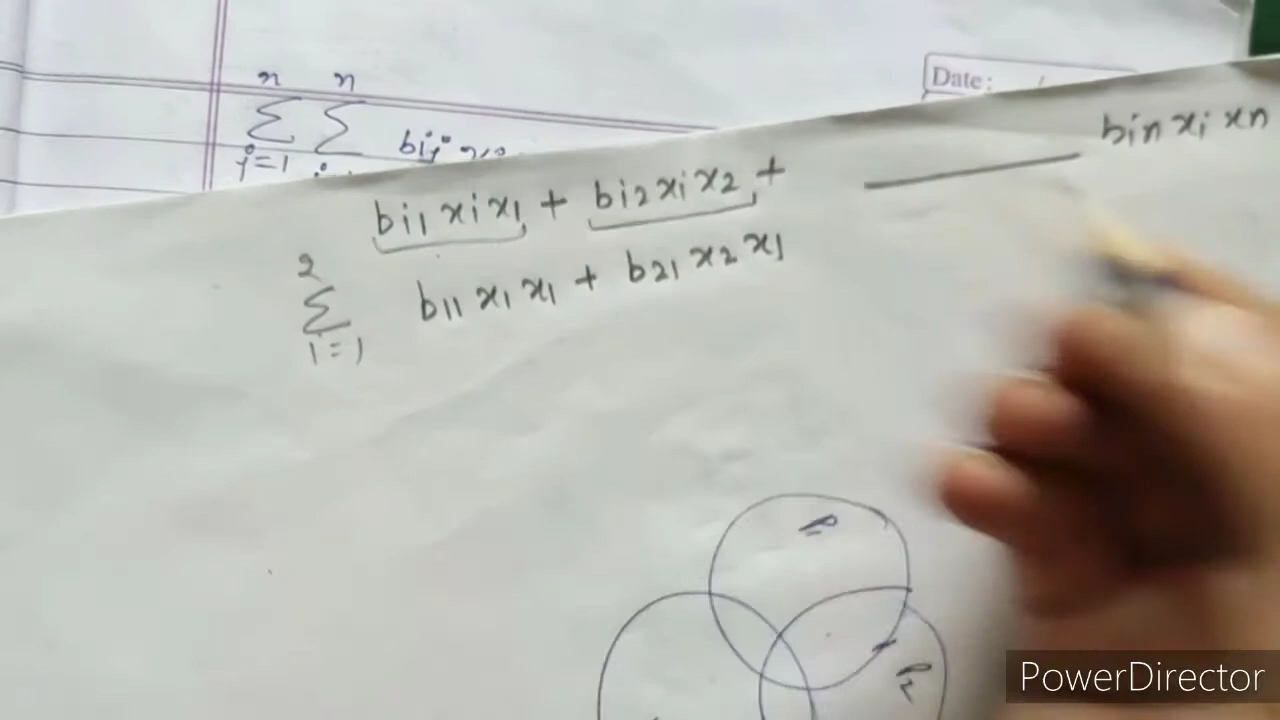 n n
Σ Σ bij
j=1
Date:
bi1 xi x1 + bi2 xi x2 + ——— bin xi xn
2
Σ b11 x1 x1 + b21 x2 x1
i=1
P
P2
PowerDirector